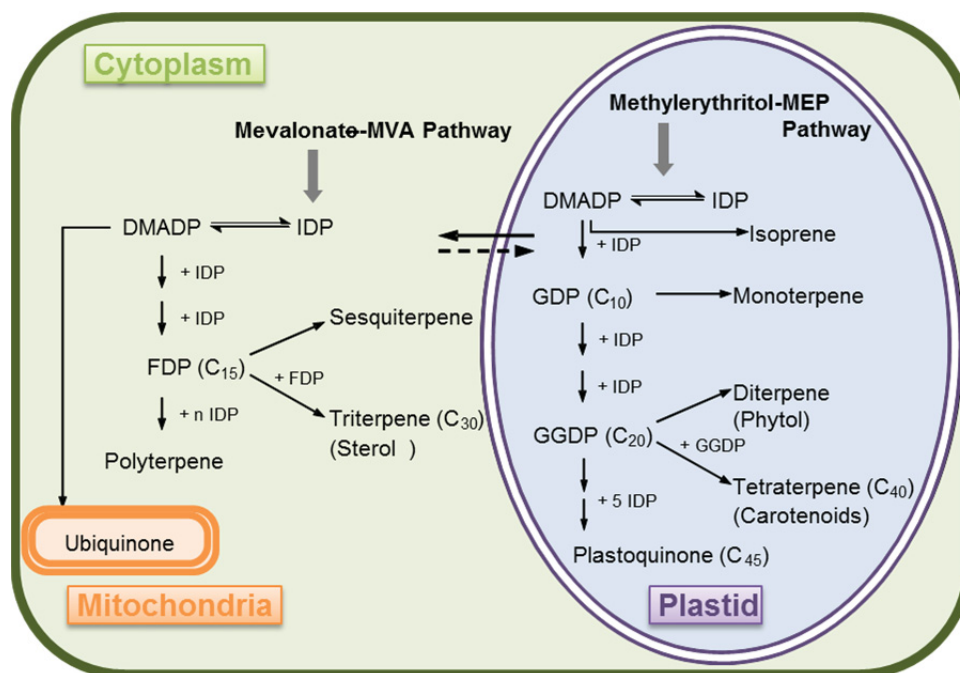 Cytoplasm
Mevalonate-MVA Pathway
DMADP
IDP
+ IDP
+ IDP
FDP (C15)
Sesquiterpene
+ FDP
Triterpene (C30)
(Sterol )
+ n IDP
Polyterpene
Ubiquinone
Mitochondria
Methylerythritol-MEP
Pathway
DMADP
IDP
+ IDP
Isoprene
GDP (C10)
Monoterpene
+ IDP
+ IDP
GGDP (C20)
Diterpene
(Phytol)
+ GGDP
Tetraterpene (C40)
(Carotenoids)
+ 5 IDP
Plastoquinone (C45)
Plastid